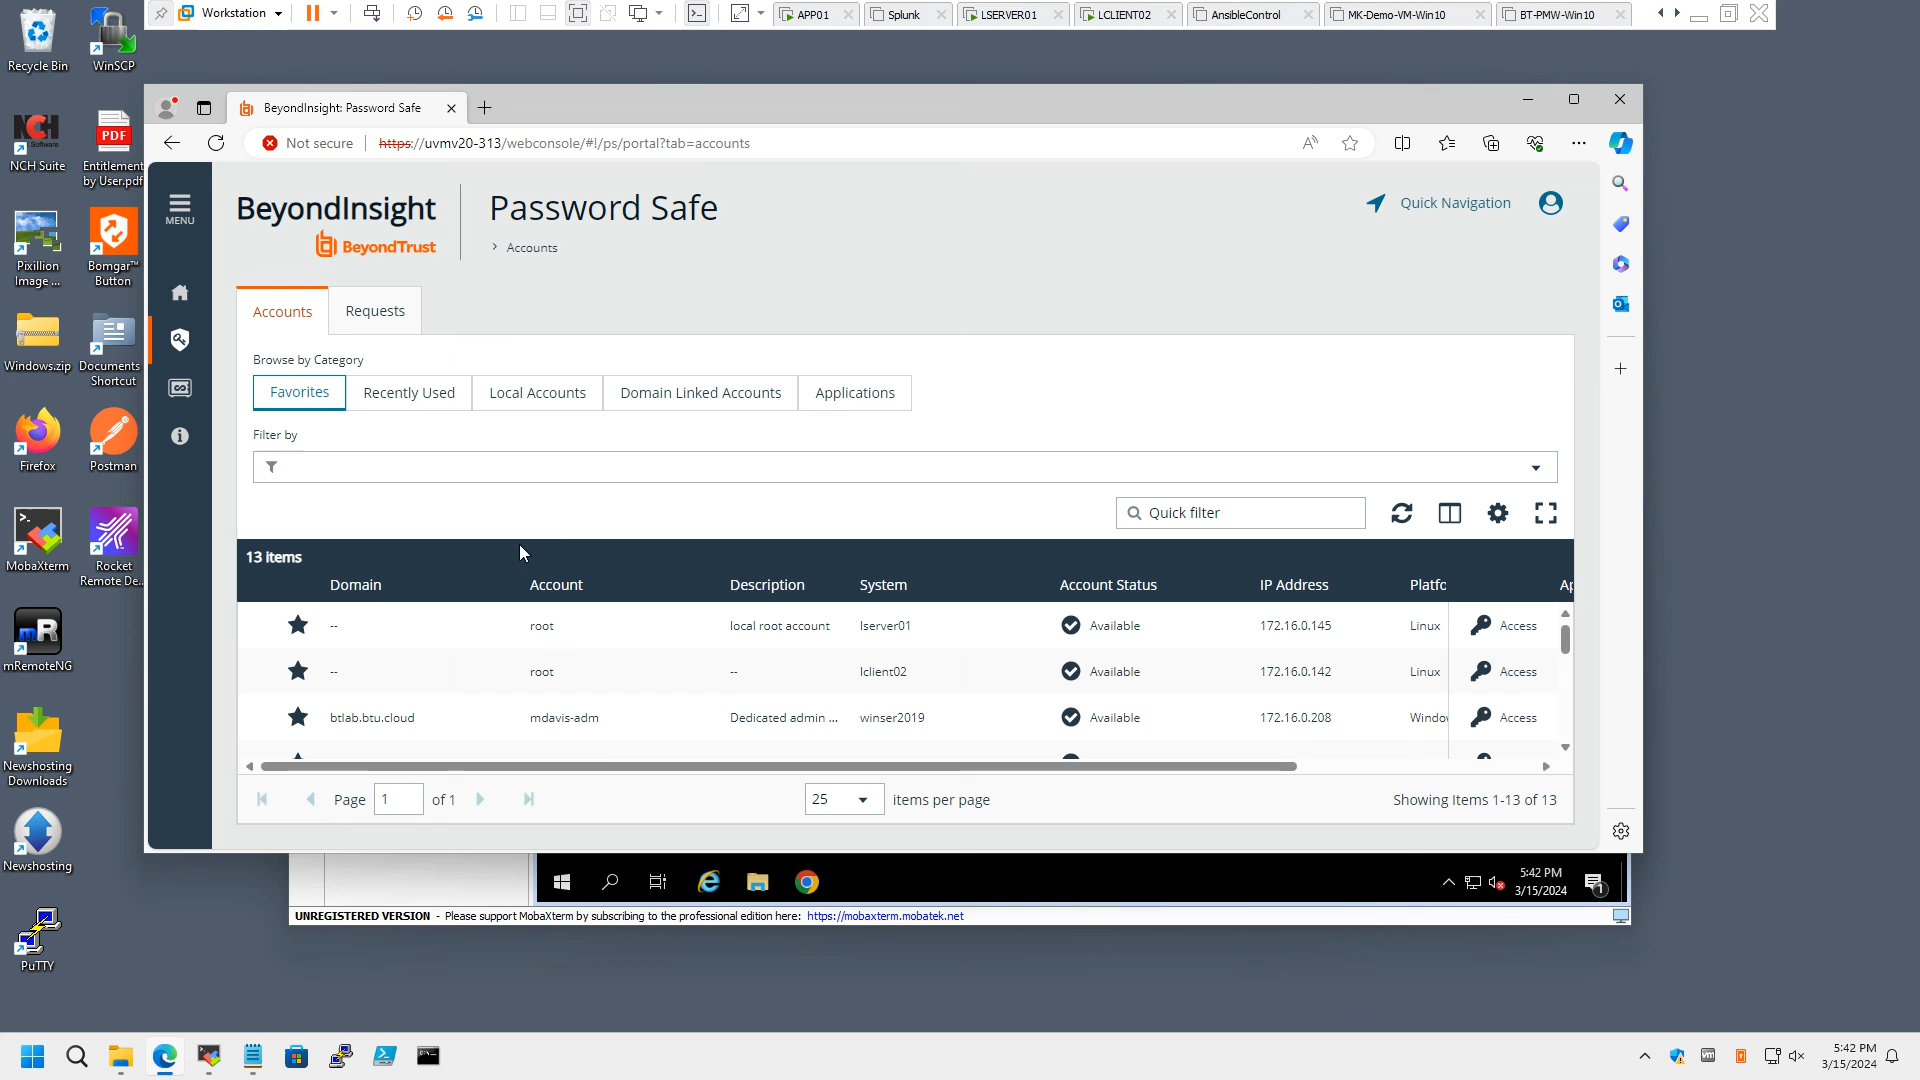 Workstation
APP01
Splunk
LSERVER01
LCLIENT02
AnsibleControl
MK-Demo-VM-Win10
BT-PMW-Win10
Recycle Bin
WinSCP
NCH Suite
Entitlement by User.pdf
Pixillion Image ...
Bomgar™ Button
Windows.zip
Documents Shortcut
Firefox
Postman
MobaXterm
Rocket Remote De...
mRemoteNG
Newshosting Downloads
Newshosting
PuTTY
BeyondInsight: Password Safe
Not secure
https://uvmv20-313/webconsole/#!/ps/portal?tab=accounts
MENU
BeyondInsight
BeyondTrust
Password Safe
> Accounts
Quick Navigation
Accounts
Requests
Browse by Category
Favorites
Recently Used
Local Accounts
Domain Linked Accounts
Applications
Filter by
Quick filter
13 items
Domain Account Description System Account Status IP Address Platfo Ap
-- root local root account lserver01 Available 172.16.0.145 Linux Access
-- root -- lclient02 Available 172.16.0.142 Linux Access
btlab.btu.cloud mdavis-adm Dedicated admin ... winser2019 Available 172.16.0.208 Window Access
Page 1 of 1
25 items per page
Showing Items 1-13 of 13
5:42 PM
3/15/2024
1
UNREGISTERED VERSION - Please support MobaXterm by subscribing to the professional edition here: https://mobaxterm.mobatek.net
5:42 PM
3/15/2024